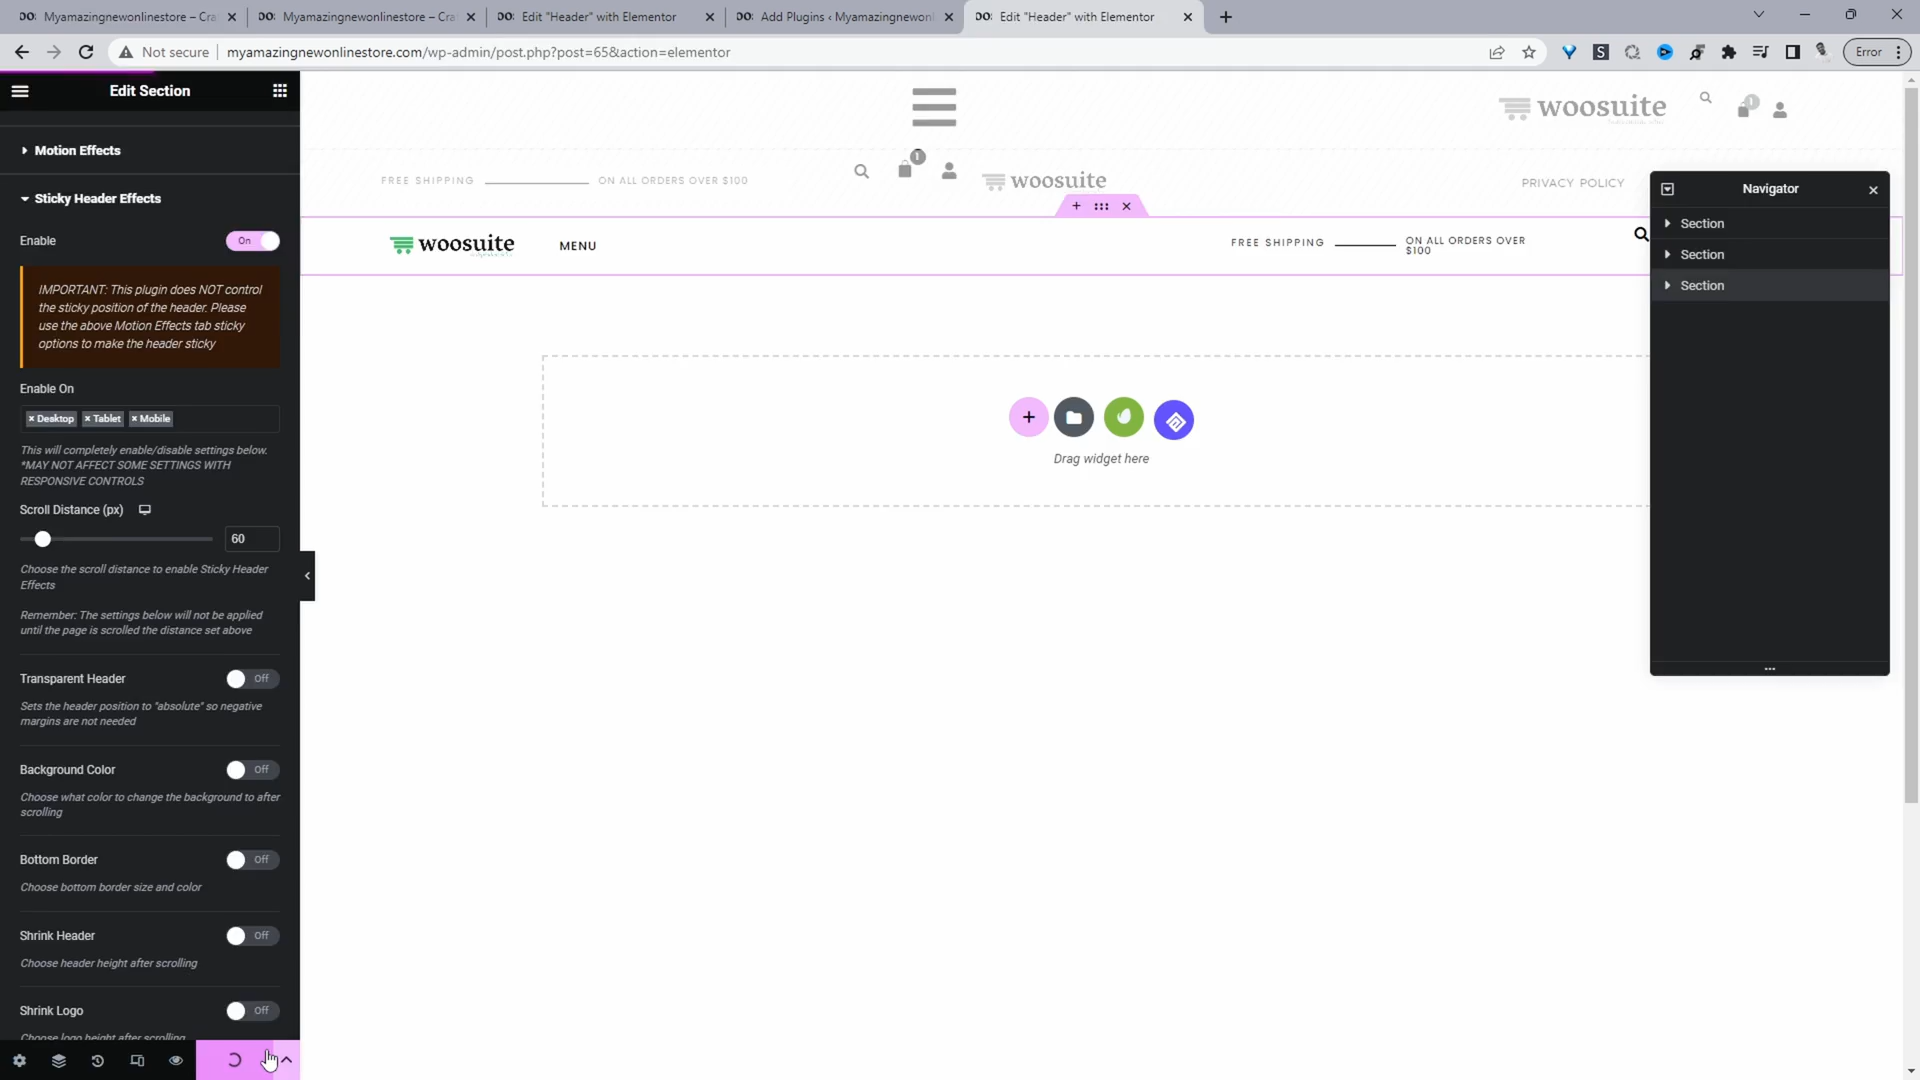 Myamazingnewonlinestore – Cra
Myamazingnewonlinestore – Cra
Edit "Header" with Elementor
Add Plugins ‹ Myamazingnewonl
Edit "Header" with Elementor
Not secure
myamazingnewonlinestore.com/wp-admin/post.php?post=65&action=elementor
Error
Edit Section
Motion Effects
Sticky Header Effects
Enable
On
IMPORTANT: This plugin does NOT control
the sticky position of the header. Please
use the above Motion Effects tab sticky
options to make the header sticky
Enable On
× Desktop × Tablet × Mobile
This will completely enable/disable settings below.
*MAY NOT AFFECT SOME SETTINGS WITH
RESPONSIVE CONTROLS
Scroll Distance (px)
60
Choose the scroll distance to enable Sticky Header
Effects
Remember: The settings below will not be applied
until the page is scrolled the distance set above
Transparent Header
Off
Sets the header position to "absolute" so negative
margins are not needed
Background Color
Off
Choose what color to change the background to after
scrolling
Bottom Border
Off
Choose bottom border size and color
Shrink Header
Off
Choose header height after scrolling
Shrink Logo
Off
Choose logo height after scrolling
woosuite
1
FREE SHIPPING
ON ALL ORDERS OVER $100
1
woosuite
PRIVACY POLICY
woosuite
MENU
FREE SHIPPING
ON ALL ORDERS OVER
$100
Drag widget here
Navigator
Section
Section
Section